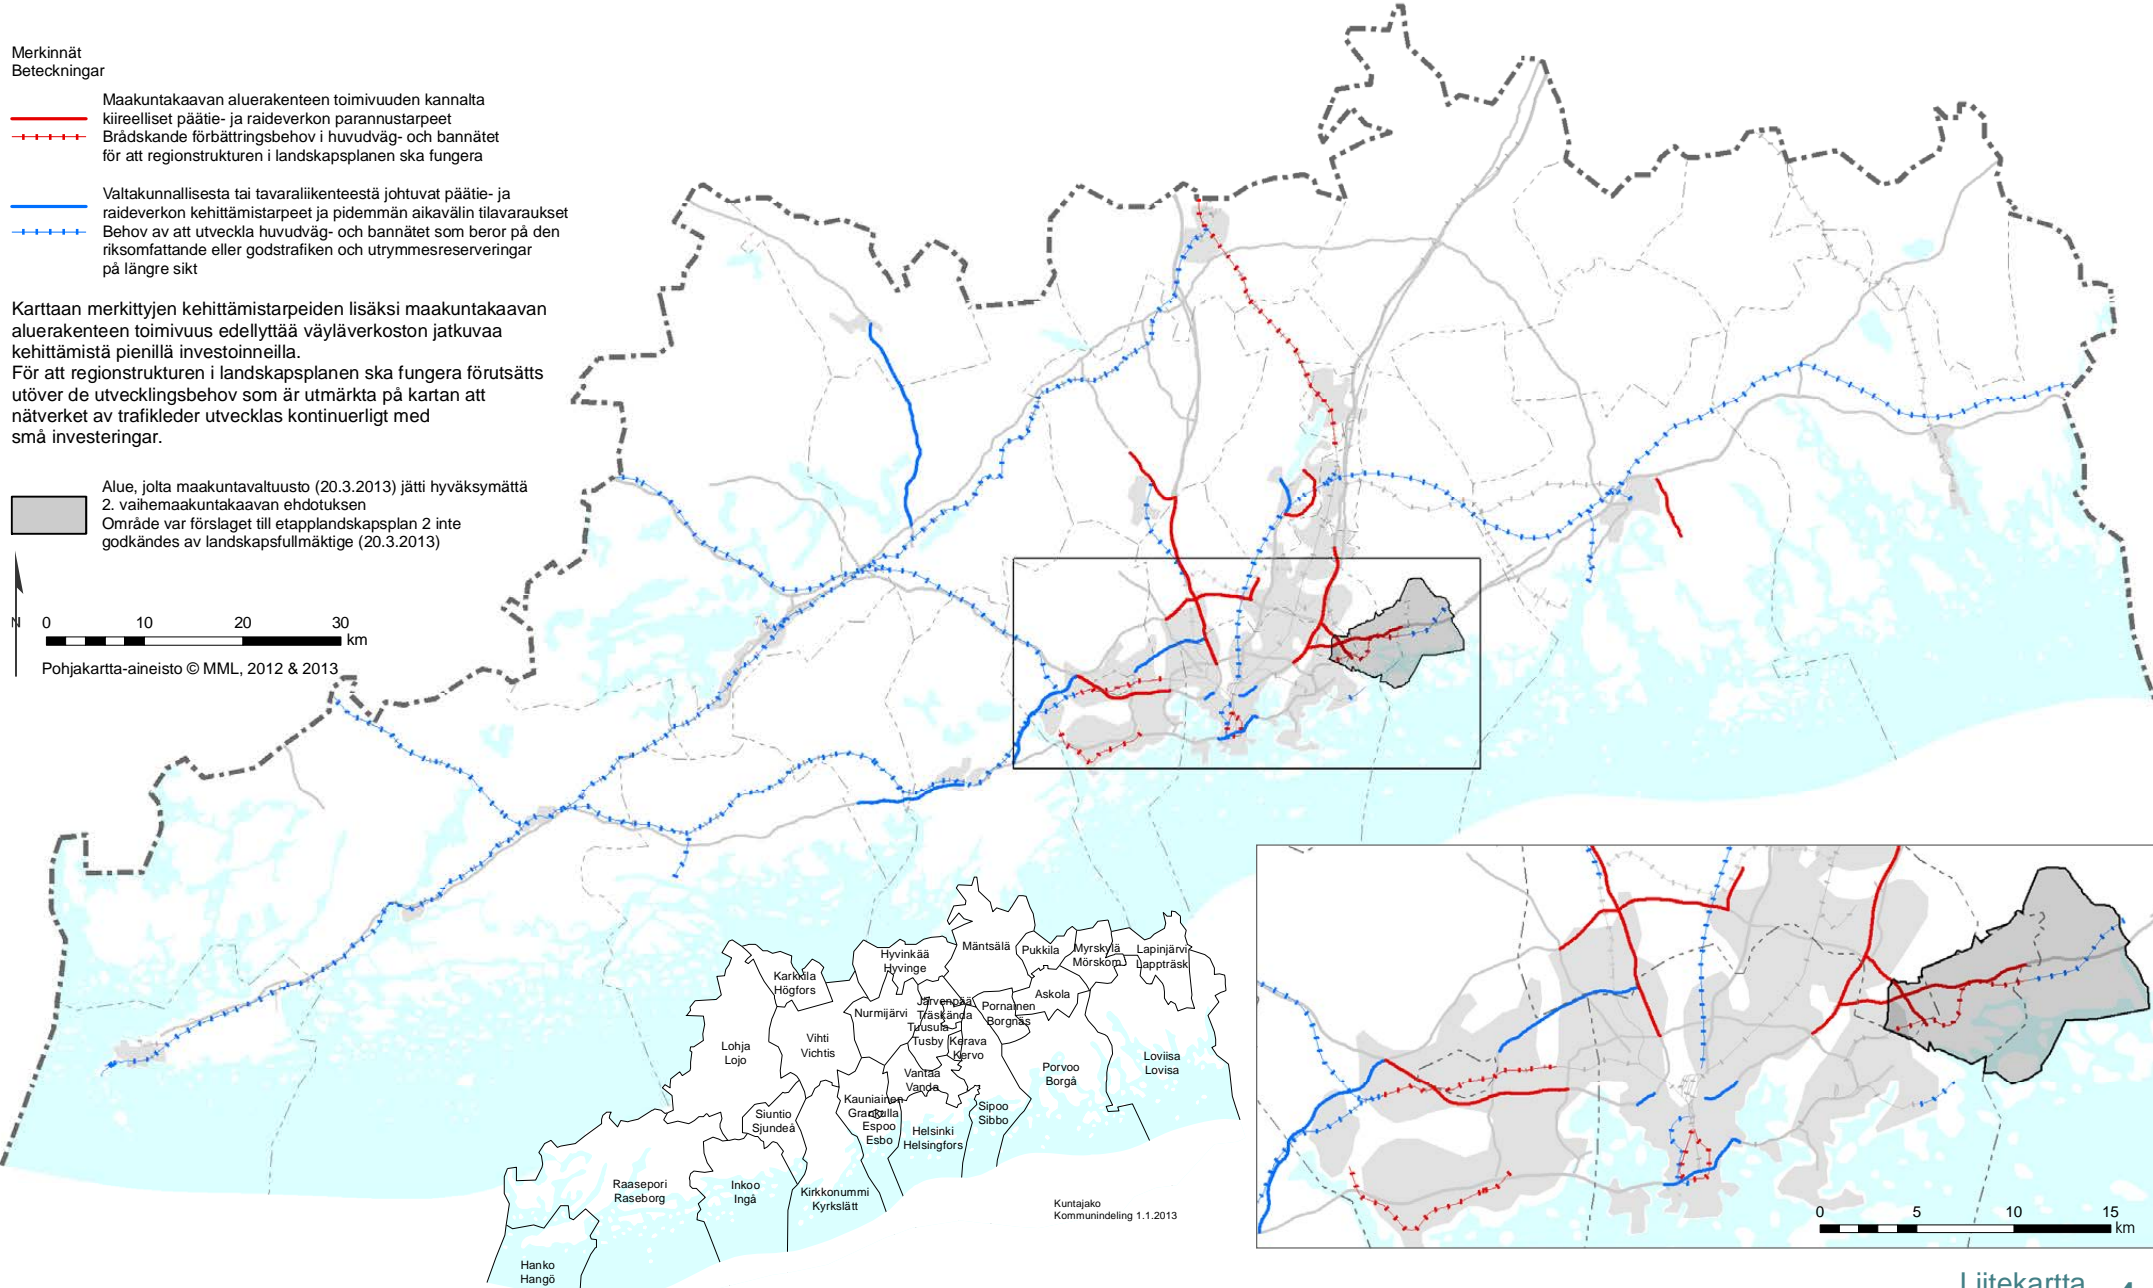 Merkinnät
Beteckningar
Maakuntakaavan aluerakenteen toimivuuden kannalta
kiireelliset päätie- ja raideverkon parannustarpeet
Brådskande förbättringsbehov i huvudväg- och bannätet
för att regionstrukturen i landskapsplanen ska fungera
Valtakunnallisesta tai tavaraliikenteestä johtuvat päätie- ja
raideverkon kehittämistarpeet ja pidemmän aikavälin tilavaraukset
Behov av att utveckla huvudväg- och bannätet som beror på den
riksomfattande eller godstrafiken och utrymmesreserveringar
på längre sikt
Karttaan merkittyjen kehittämistarpeiden lisäksi maakuntakaavan
aluerakenteen toimivuus edellyttää väyläverkoston jatkuvaa
kehittämistä pienillä investoinneilla.
För att regionstrukturen i landskapsplanen ska fungera förutsätts
utöver de utvecklingsbehov som är utmärkta på kartan att
nätverket av trafikleder utvecklas kontinuerligt med
små investeringar.
Alue, jolta maakuntavaltuusto (20.3.2013) jätti hyväksymättä
2. vaihemaakuntakaavan ehdotuksen
Område var förslaget till etapplandskapsplan 2 inte
godkändes av landskapsfullmäktige (20.3.2013)
N
0 10 20 30
km
Pohjakartta-aineisto © MML, 2012 & 2013
Mäntsälä
Pukkila
Myrskylä
Mörskom
Lapinjärvi
Lappträsk
Hyvinkää
Hyvinge
Karkkila
Högfors
Askola
Järvenpää
Träskända
Pornainen
Borgnäs
Nurmijärvi
Tuusula
Tusby
Kerava
Kervo
Vihti
Vichtis
Lohja
Lojo
Loviisa
Lovisa
Porvoo
Borgå
Vantaa
Vanda
Kauniainen
Grankulla
Espoo
Esbo
Sipoo
Sibbo
Siuntio
Sjundeå
Helsinki
Helsingfors
Raasepori
Raseborg
Inkoo
Ingå
Kirkkonummi
Kyrkslätt
Hanko
Hangö
Kuntajako
Kommunindeling 1.1.2013
0 5 10 15
km
Liitekartta